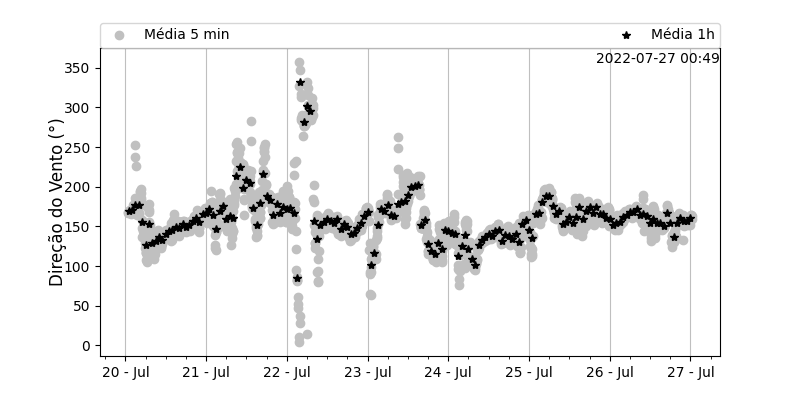 Média 5 min
Média 1h
2022-07-27 00:49
Direção do Vento (°)
350
300
250
200
150
100
50
0
20 - Jul
21 - Jul
22 - Jul
23 - Jul
24 - Jul
25 - Jul
26 - Jul
27 - Jul